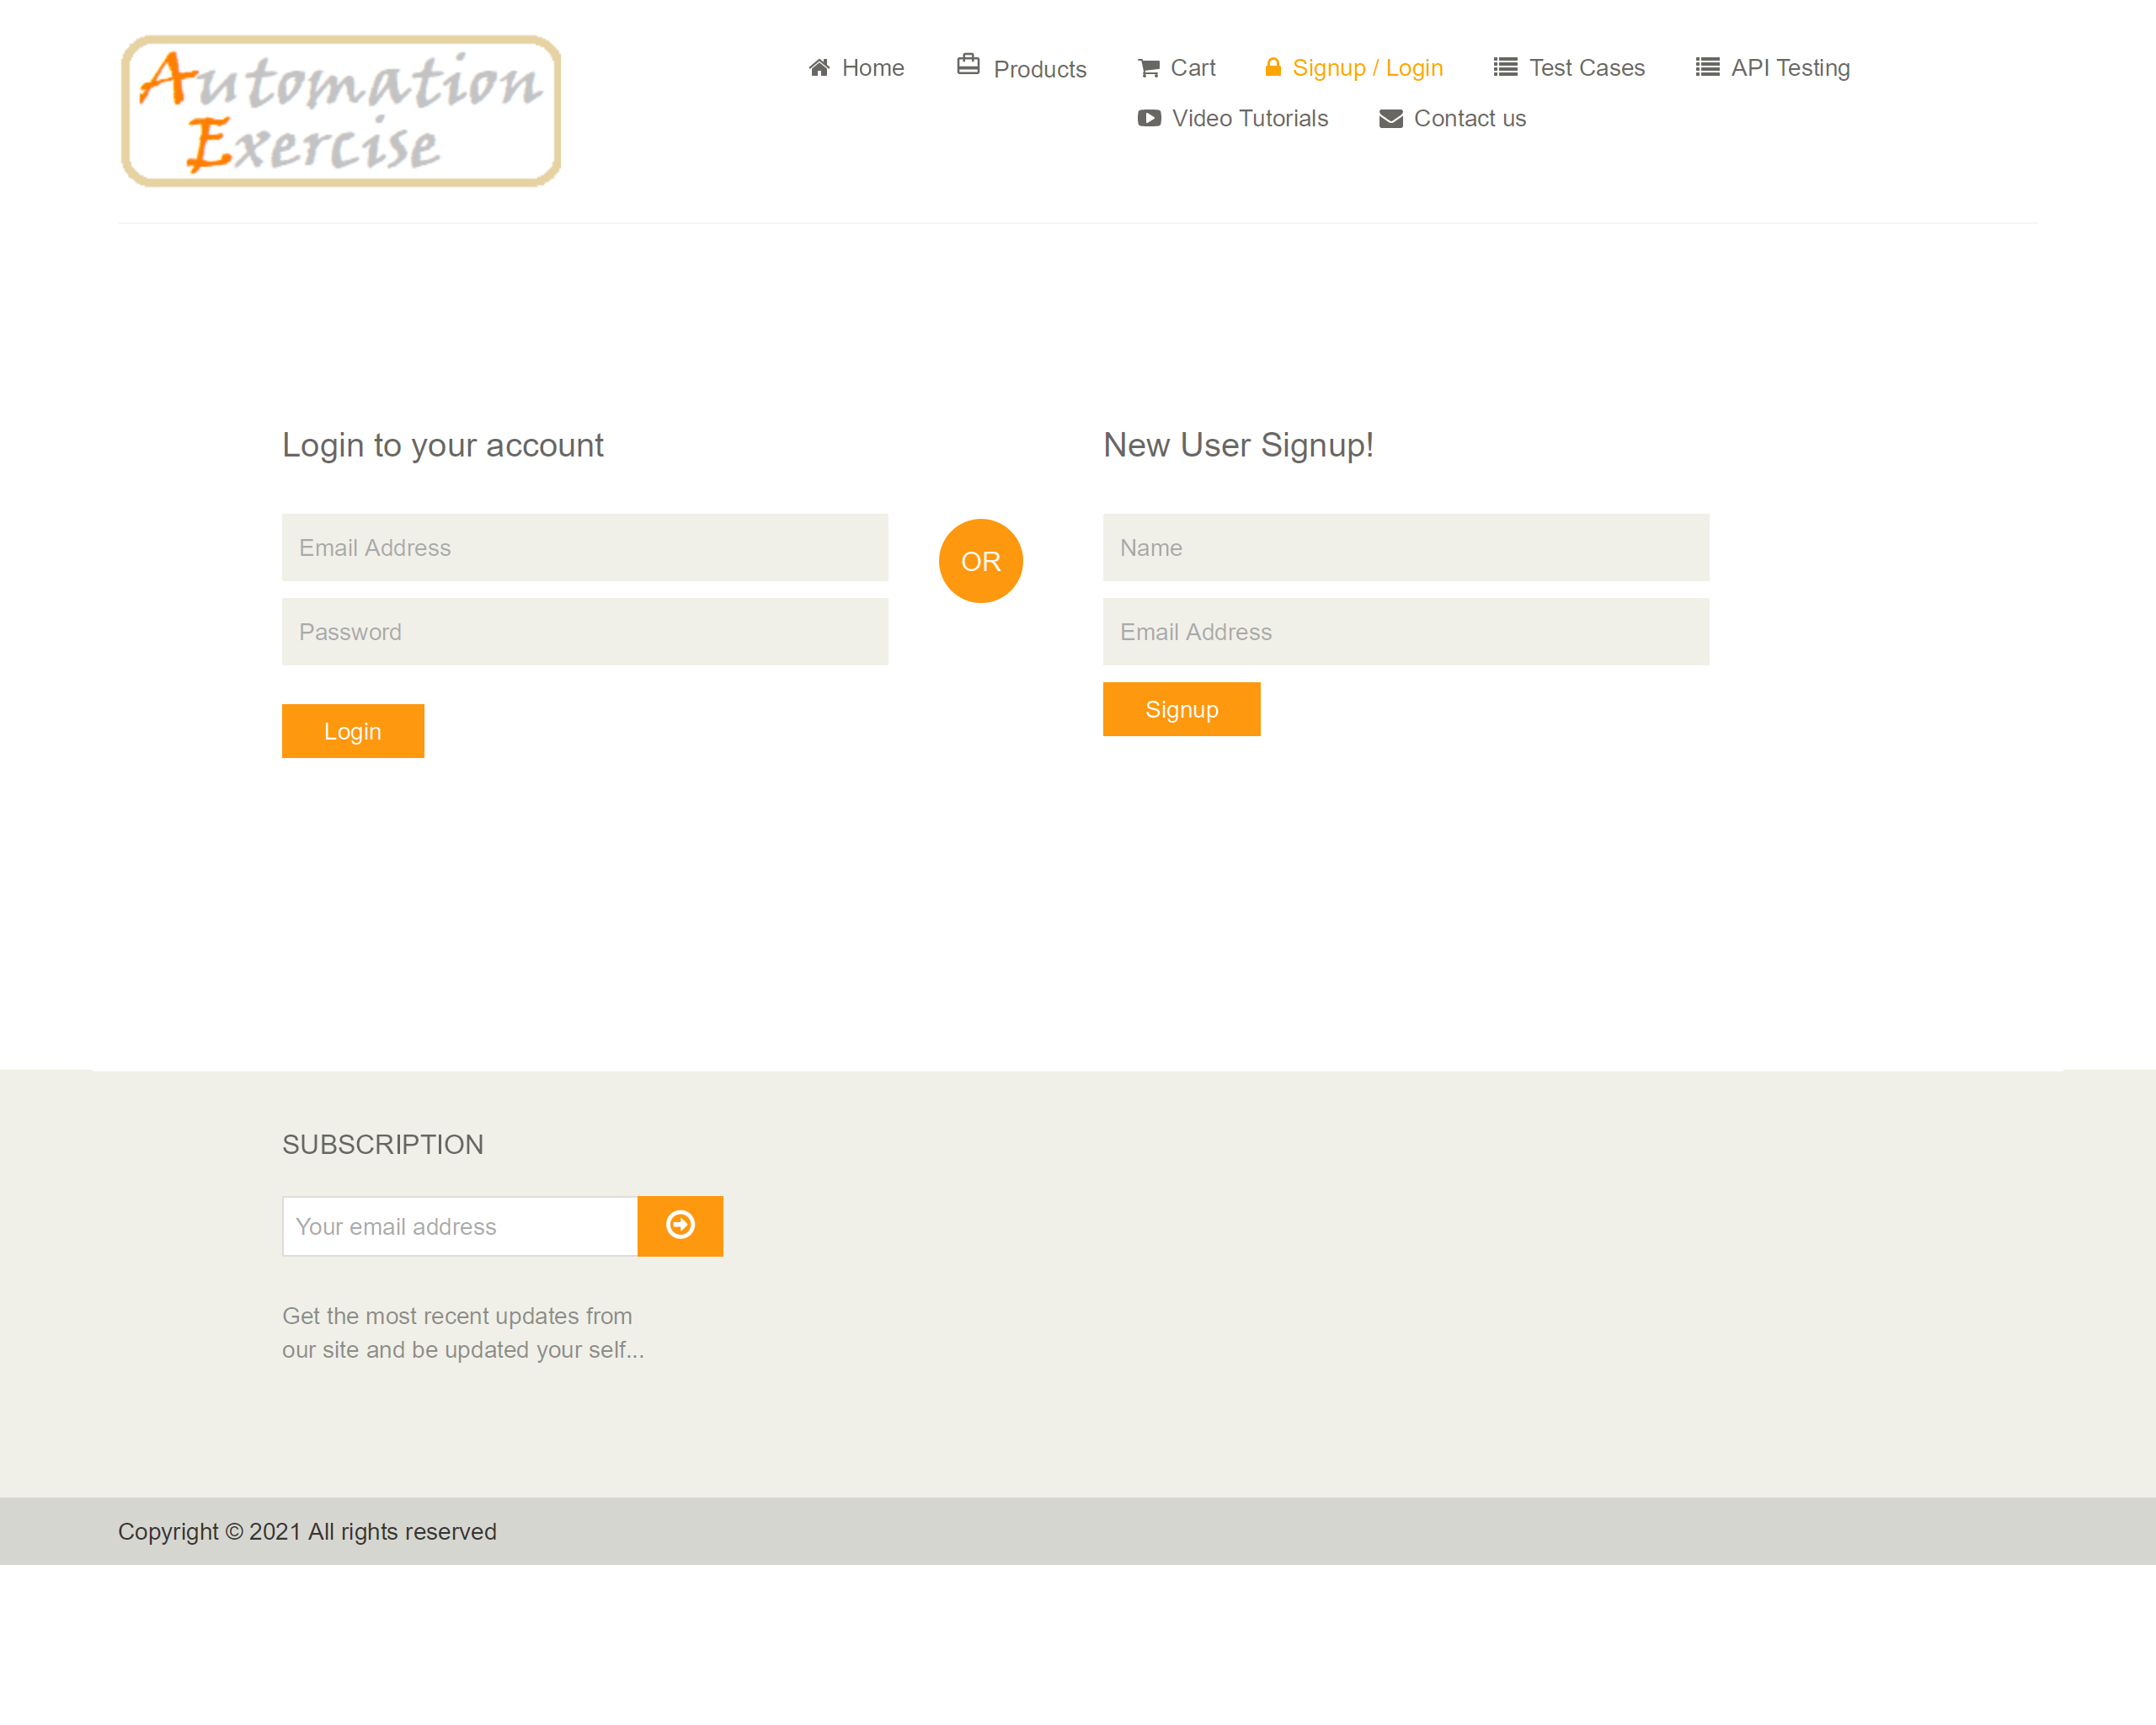 Automation
Exercise
Home Products Cart Signup / Login Test Cases API Testing
Video Tutorials Contact us
Login to your account
Email Address
Password
Login
OR
New User Signup!
Name
Email Address
Signup
SUBSCRIPTION
Your email address
Get the most recent updates from
our site and be updated your self...
Copyright © 2021 All rights reserved